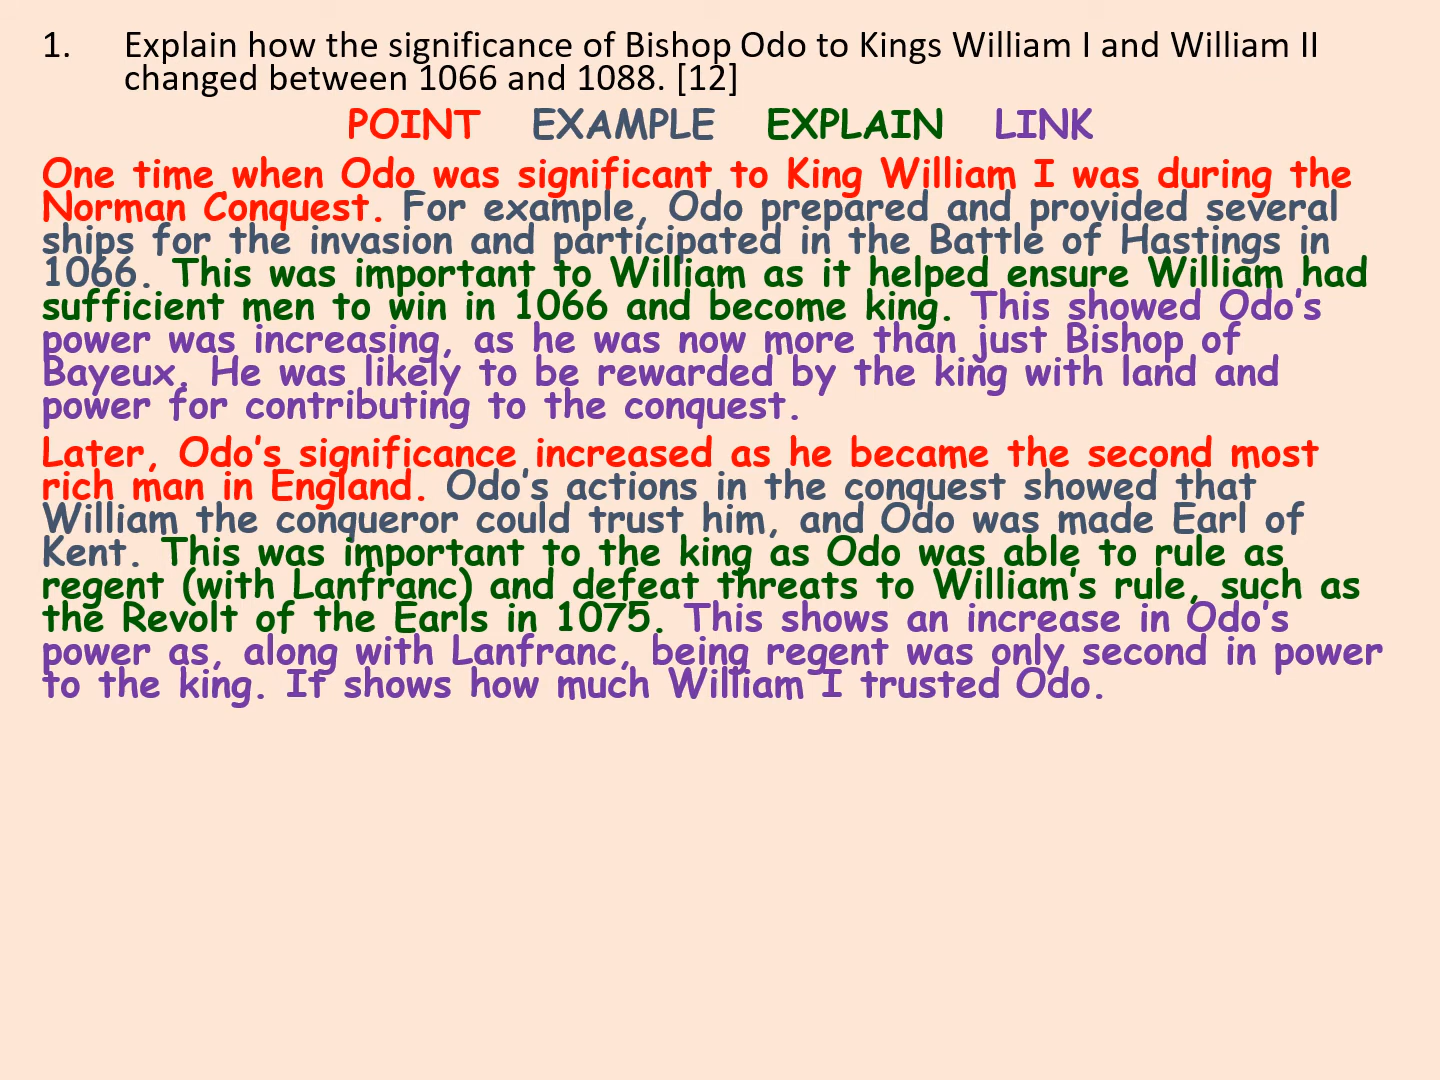 1. Explain how the significance of Bishop Odo to Kings William I and William II
changed between 1066 and 1088. [12]
POINT EXAMPLE EXPLAIN LINK
One time when Odo was significant to King William I was during the
Norman Conquest. For example, Odo prepared and provided several
ships for the invasion and participated in the Battle of Hastings in
1066. This was important to William as it helped ensure William had
sufficient men to win in 1066 and become king. This showed Odo's
power was increasing, as he was now more than just Bishop of
Bayeux. He was likely to be rewarded by the king with land and
power for contributing to the conquest.
Later, Odo's significance increased as he became the second most
rich man in England. Odo's actions in the conquest showed that
William the conqueror could trust him, and Odo was made Earl of
Kent. This was important to the king as Odo was able to rule as
regent (with Lanfranc) and defeat threats to William's rule, such as
the Revolt of the Earls in 1075. This shows an increase in Odo's
power as, along with Lanfranc, being regent was only second in power
to the king. It shows how much William I trusted Odo.